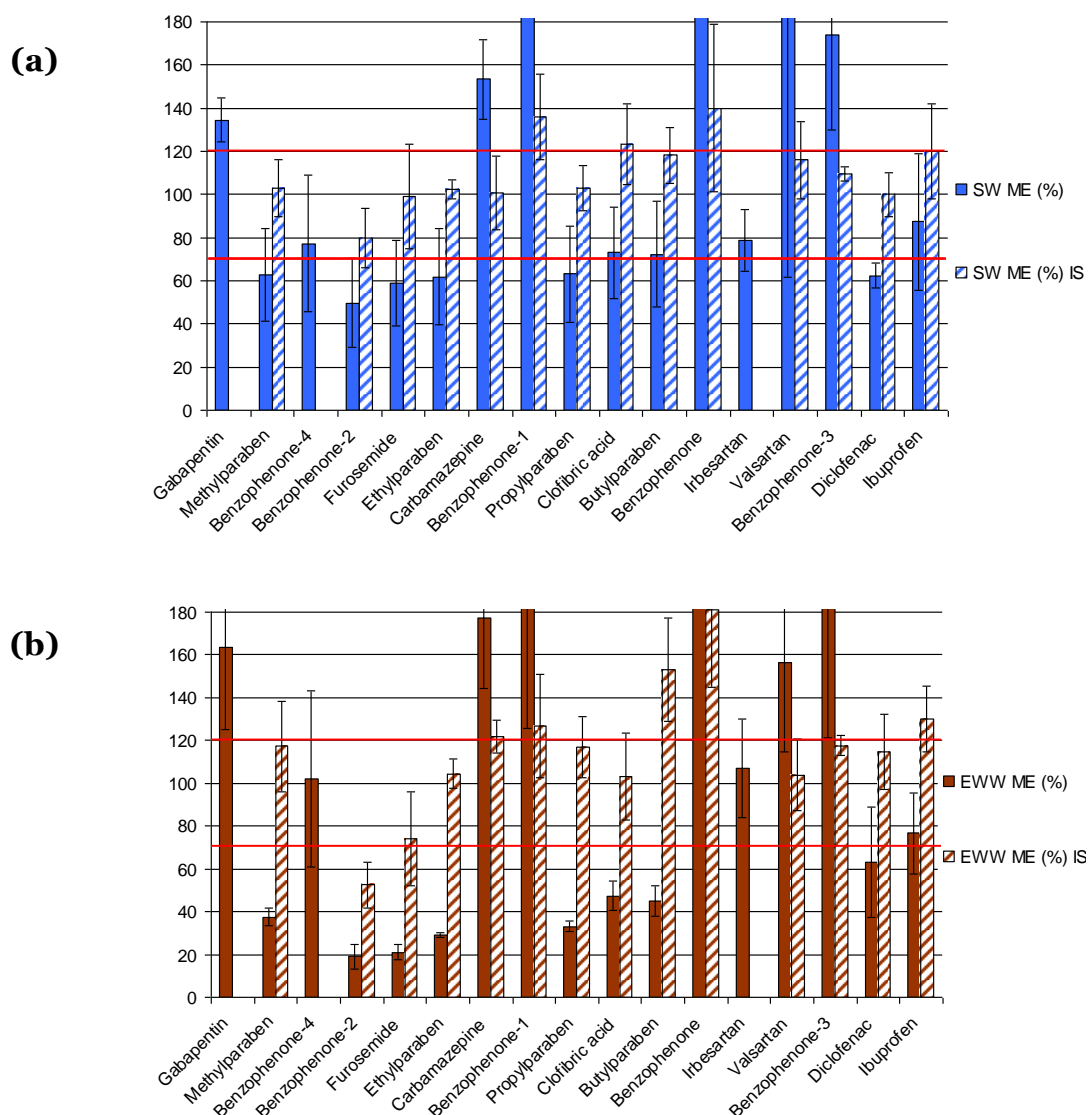 (a)
180
160
140
120
100
80
60
40
20
0
SW ME (%)
SW ME (%) IS
Gabapentin
Methylparaben
Benzophenone-4
Benzophenone-2
Furosemide
Ethylparaben
Carbamazepine
Benzophenone-1
Propylparaben
Clofibric acid
Butylparaben
Benzophenone
Irbesartan
Valsartan
Benzophenone-3
Diclofenac
Ibuprofen
(b)
180
160
140
120
100
80
60
40
20
0
EWW ME (%)
EWW ME (%) IS
Gabapentin
Methylparaben
Benzophenone-4
Benzophenone-2
Furosemide
Ethylparaben
Carbamazepine
Benzophenone-1
Propylparaben
Clofibric acid
Butylparaben
Benzophenone
Irbesartan
Valsartan
Benzophenone-3
Diclofenac
Ibuprofen